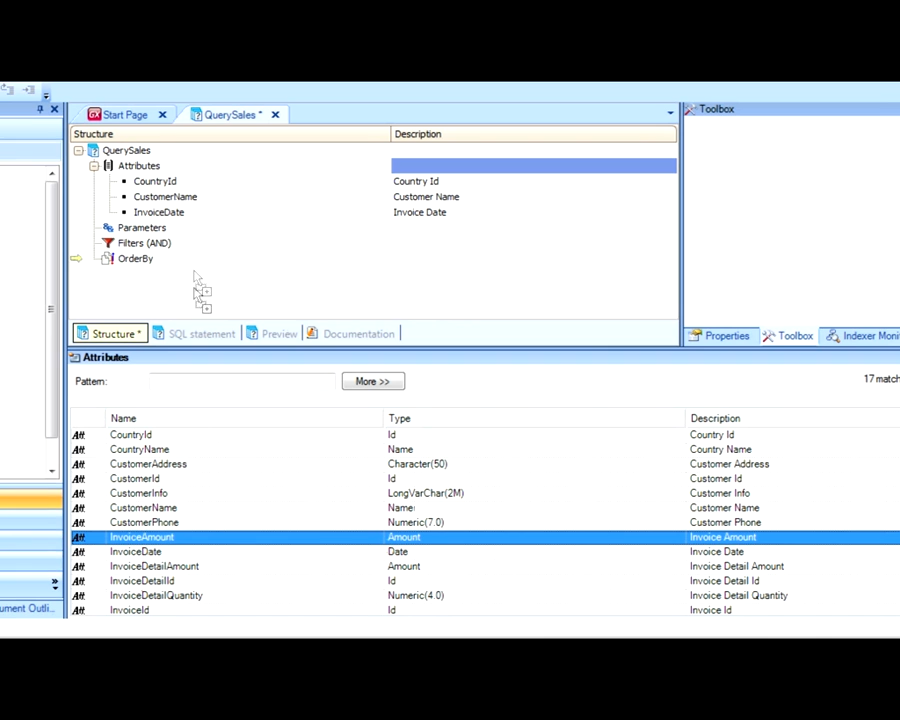 Start Page
QuerySales *
Toolbox
Structure
Description
QuerySales
Attributes
CountryId
Country Id
CustomerName
Customer Name
InvoiceDate
Invoice Date
Parameters
Filters (AND)
OrderBy
Structure *
SQL statement
Preview
Documentation
Properties
Toolbox
Indexer Moni
Attributes
Pattern:
More >>
17 match
Name
Type
Description
CountryId
Id
Country Id
CountryName
Name
Country Name
CustomerAddress
Character(50)
Customer Address
CustomerId
Id
Customer Id
CustomerInfo
LongVarChar(2M)
Customer Info
CustomerName
Name
Customer Name
CustomerPhone
Numeric(7.0)
Customer Phone
InvoiceAmount
Amount
Invoice Amount
InvoiceDate
Date
Invoice Date
InvoiceDetailAmount
Amount
Invoice Detail Amount
InvoiceDetailId
Id
Invoice Detail Id
InvoiceDetailQuantity
Numeric(4.0)
Invoice Detail Quantity
InvoiceId
Id
Invoice Id
ument Outli...